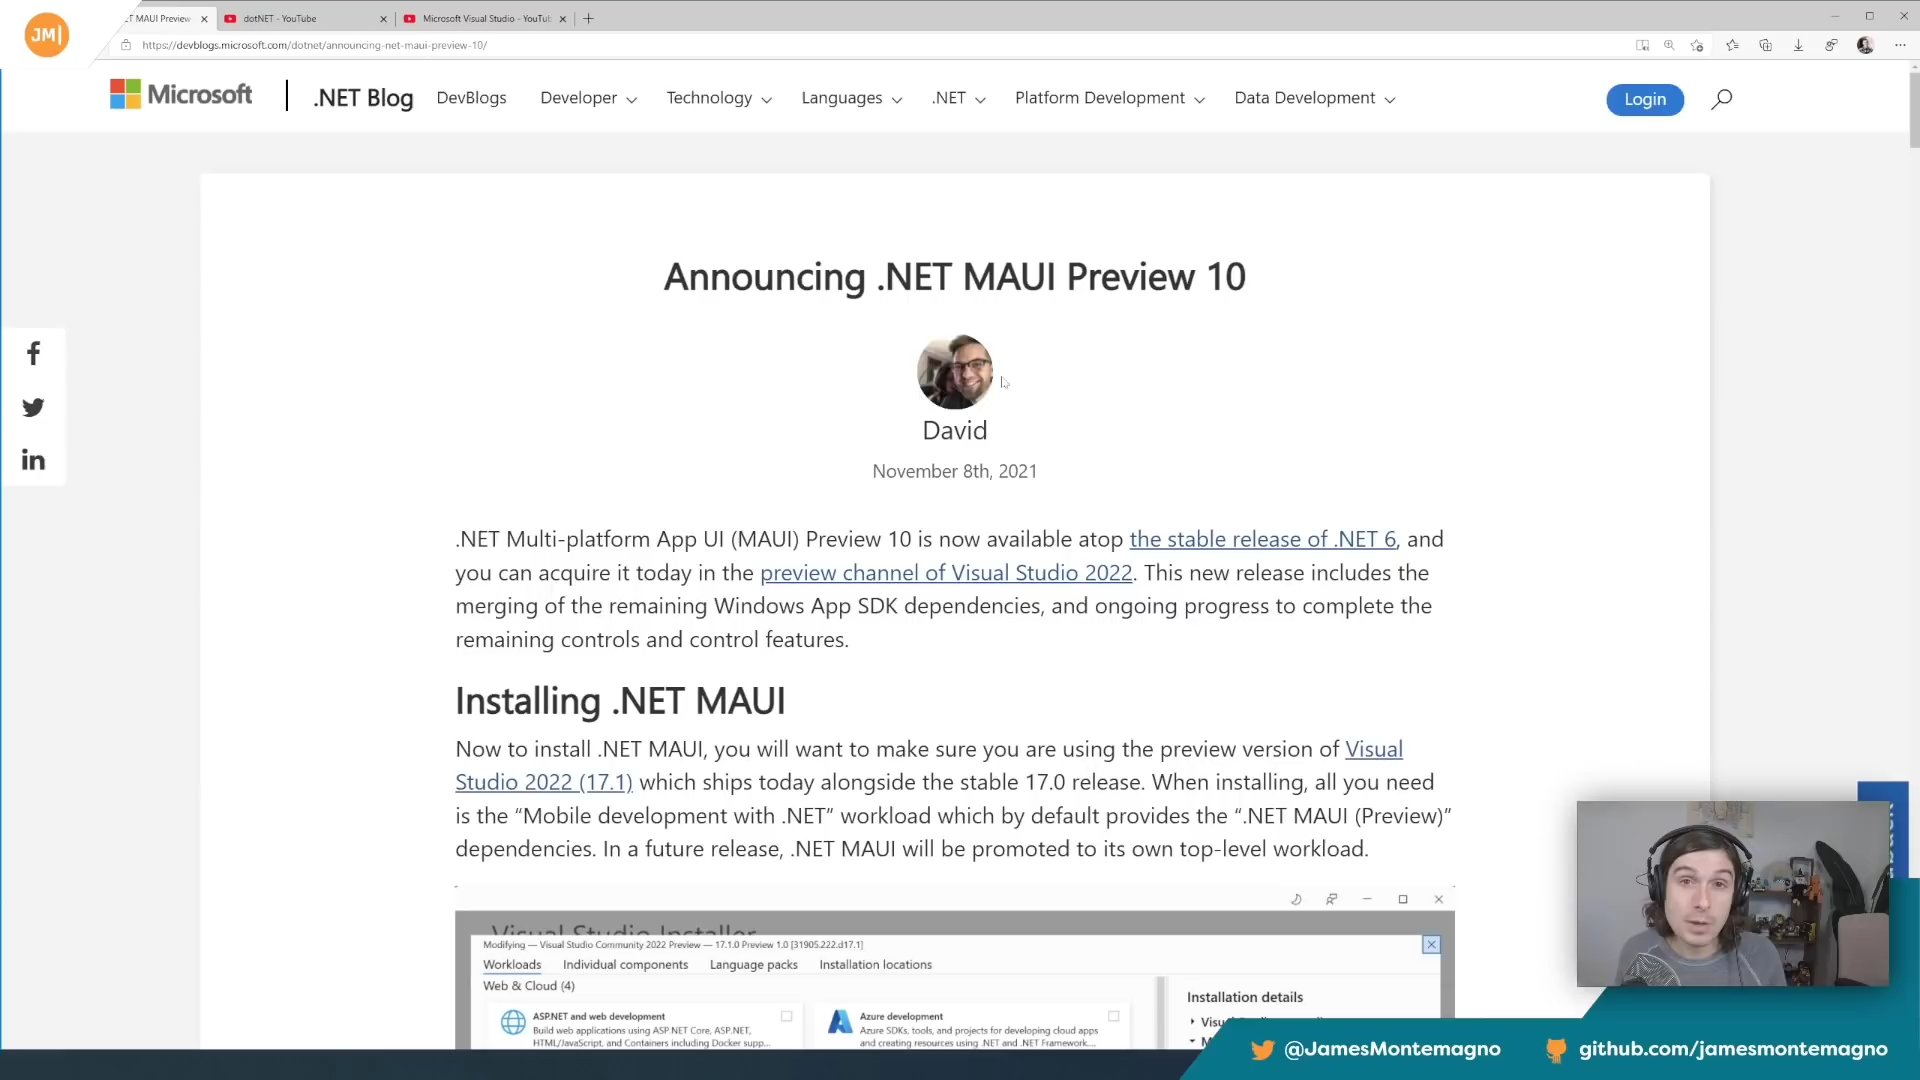 JM|
ET MAUI Preview
dotNET - YouTube
Microsoft Visual Studio - YouTub
https://devblogs.microsoft.com/dotnet/announcing-net-maui-preview-10/
Microsoft
.NET Blog
DevBlogs
Developer
Technology
Languages
.NET
Platform Development
Data Development
Login
Announcing .NET MAUI Preview 10
David
November 8th, 2021
.NET Multi-platform App UI (MAUI) Preview 10 is now available atop the stable release of .NET 6, and
you can acquire it today in the preview channel of Visual Studio 2022. This new release includes the
merging of the remaining Windows App SDK dependencies, and ongoing progress to complete the
remaining controls and control features.
Installing .NET MAUI
Now to install .NET MAUI, you will want to make sure you are using the preview version of Visual
Studio 2022 (17.1) which ships today alongside the stable 17.0 release. When installing, all you need
is the “Mobile development with .NET” workload which by default provides the “.NET MAUI (Preview)”
dependencies. In a future release, .NET MAUI will be promoted to its own top-level workload.
Visual Studio Installer
Modifying — Visual Studio Community 2022 Preview — 17.1.0 Preview 1.0 [31905.222.d17.1]
Workloads
Individual components
Language packs
Installation locations
Web & Cloud (4)
ASP.NET and web development
Build web applications using ASP.NET Core, ASP.NET,
HTML/JavaScript, and Containers including Docker supp...
Azure development
Azure SDKs, tools, and projects for developing cloud apps
and creating resources using .NET and .NET Framework...
Installation details
@JamesMontemagno
github.com/jamesmontemagno